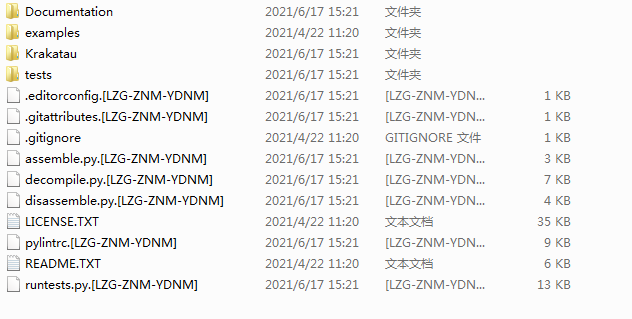 Documentation 2021/6/17 15:21 文件夹
examples 2021/4/22 11:20 文件夹
Krakatau 2021/6/17 15:21 文件夹
tests 2021/6/17 15:21 文件夹
.editorconfig.[LZG-ZNM-YDNM] 2021/6/17 15:21 [LZG-ZNM-YDN... 1 KB
.gitattributes.[LZG-ZNM-YDNM] 2021/6/17 15:21 [LZG-ZNM-YDN... 1 KB
.gitignore 2021/4/22 11:20 GITIGNORE 文件 1 KB
assemble.py.[LZG-ZNM-YDNM] 2021/6/17 15:21 [LZG-ZNM-YDN... 3 KB
decompile.py.[LZG-ZNM-YDNM] 2021/6/17 15:21 [LZG-ZNM-YDN... 7 KB
disassemble.py.[LZG-ZNM-YDNM] 2021/6/17 15:21 [LZG-ZNM-YDN... 4 KB
LICENSE.TXT 2021/4/22 11:20 文本文档 35 KB
pylintrc.[LZG-ZNM-YDNM] 2021/6/17 15:21 [LZG-ZNM-YDN... 9 KB
README.TXT 2021/4/22 11:20 文本文档 6 KB
runtests.py.[LZG-ZNM-YDNM] 2021/6/17 15:21 [LZG-ZNM-YDN... 13 KB